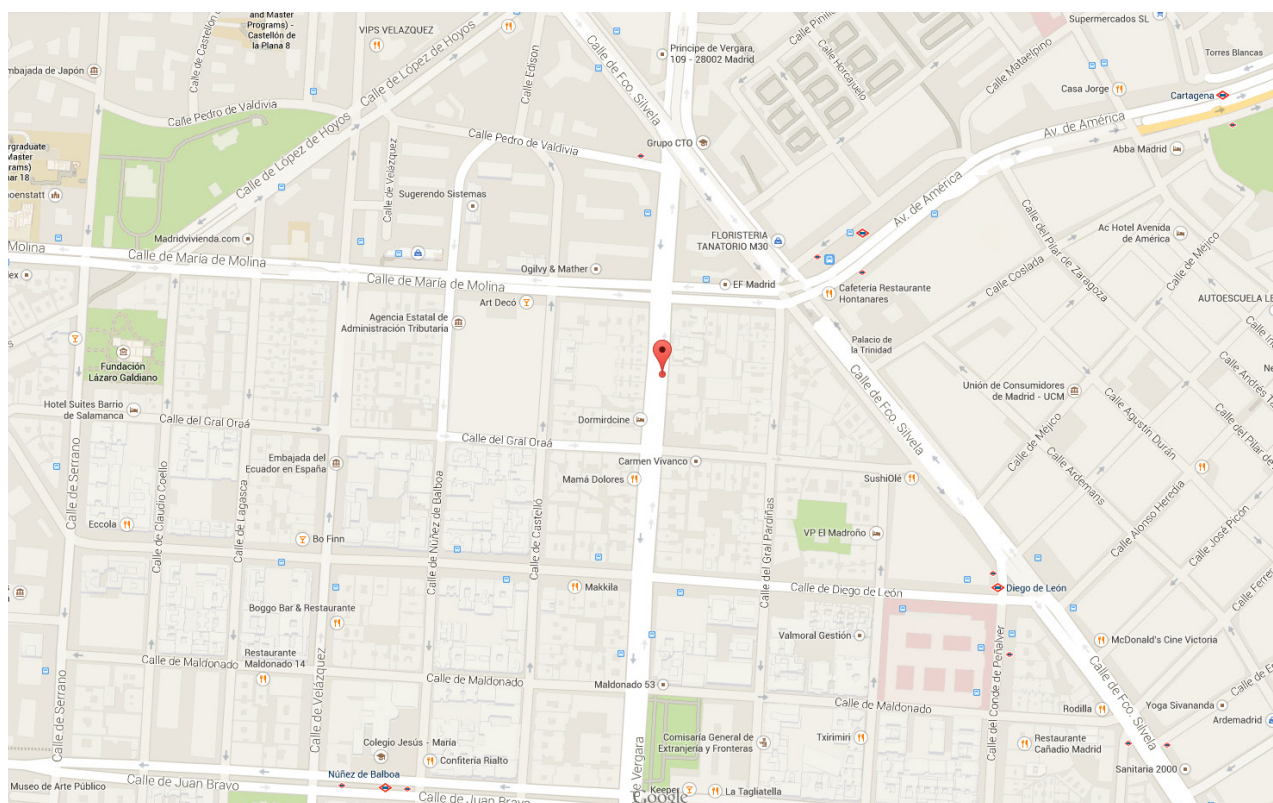 and Master
Programs) -
Castellón de
la Plana 8
VIPS VELAZQUEZ
Calle de Castellón
Calle de López de Hoyos
Calle Edison
Calle de Fco. Silvela
Principe de Vergara,
109 - 28002 Madrid
Calle Pinilla
Calle Horcajuelo
Calle Mataelpino
Supermercados SL
Torres Blancas
Casa Jorge
Cartagena
Embajada de Japón
Calle Pedro de Valdivia
Calle Pedro de Valdivia
Grupo CTO
Av. de América
Abba Madrid
Master
Calle de López de Hoyos
Calle de Velázquez
Sugerendo Sistemas
Av. de América
Madridvivienda.com
FLORISTERIA
TANATORIO M30
Calle del Pilar de Zaragoza
Ac Hotel Avenida
de América
Calle de Méjico
Molina
Calle de María de Molina
Calle de María de Molina
Ogilvy & Mather
EF Madrid
Cafetería Restaurante
Hontanares
Calle Coslada
AUTOESCUELA
Art Decó
Agencia Estatal de
Administración Tributaria
Palacio de
la Trinidad
Fundación
Lázaro Galdiano
Unión de Consumidores
de Madrid - UCM
Calle Andrés
Calle de Fco. Silvela
Calle Agustín Durán
Calle del Pilar de
Hotel Suites Barrio
de Salamanca
Calle del Gral Oraá
Dormirdcine
Calle del Gral Oraá
Calle de Méjico
Calle Ardemans
Embajada del
Ecuador en España
Carmen Vivanco
Mamá Dolores
SushiOlé
Calle de Serrano
Calle de Claudio Coello
Calle de Lagasca
Calle de Núñez de Balboa
Calle de Castelló
Calle del Gral Pardiñas
Calle Alonso Heredia
Calle José Picón
Eccola
Bo Finn
VP El Madroño
Makkila
Calle de Diego de León
Diego de León
Boggo Bar & Restaurante
Valmoral Gestión
McDonald's Cine Victoria
Restaurante
Maldonado 14
Calle de Maldonado
Calle de Maldonado
Maldonado 53
Calle de Maldonado
Calle de Serrano
Calle de Velázquez
Calle del Conde de Peñalver
Calle de Fco. Silvela
Rodilla
Yoga Sivananda
Ardemadrid
Colegio Jesús - María
Confitería Rialto
Comisaría General de
Extranjería y Fronteras
Txirimiri
Restaurante
Cañadio Madrid
Sanitaria 2000
Núñez de Balboa
Museo de Arte Público
Calle de Juan Bravo
Calle de Juan Bravo
de Vergara
Keeper
La Tagliatella
Google